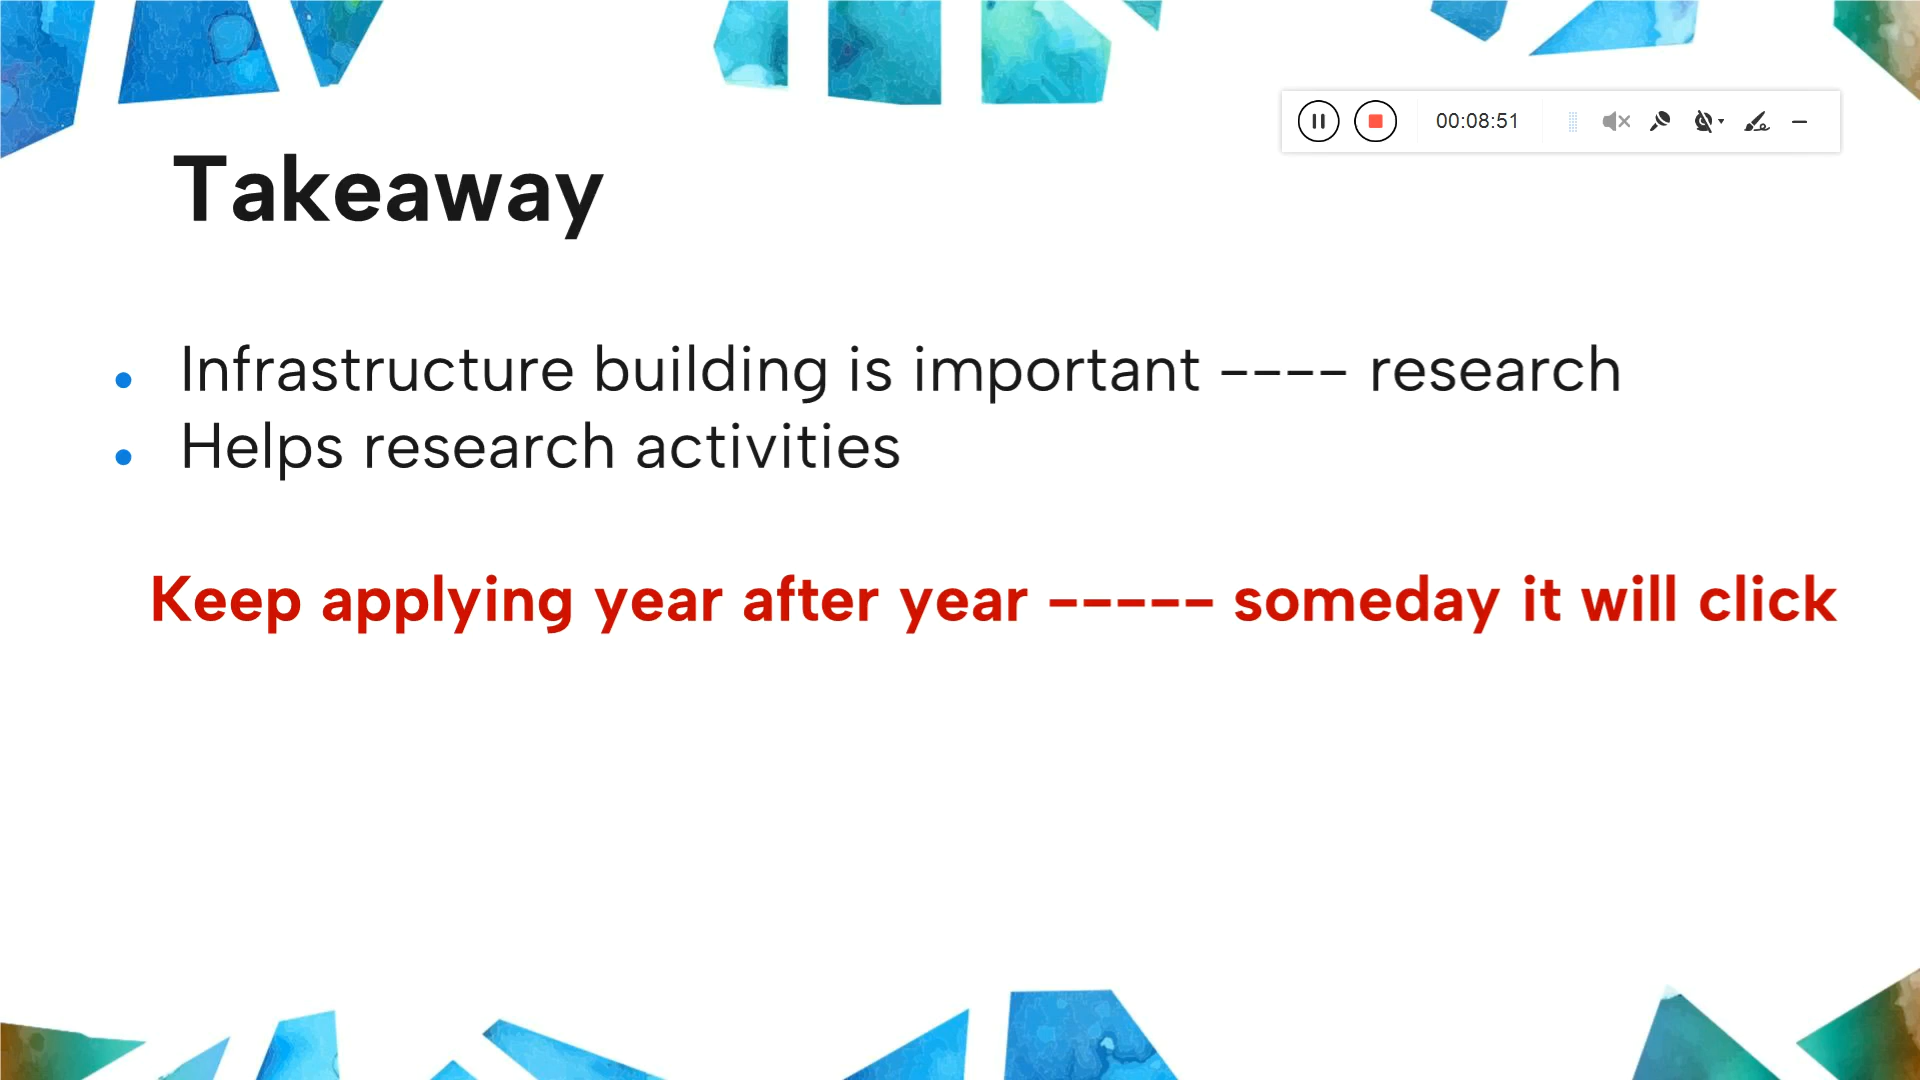 00:08:51
Takeaway
Infrastructure building is important ---- research
Helps research activities
Keep applying year after year ----- someday it will click